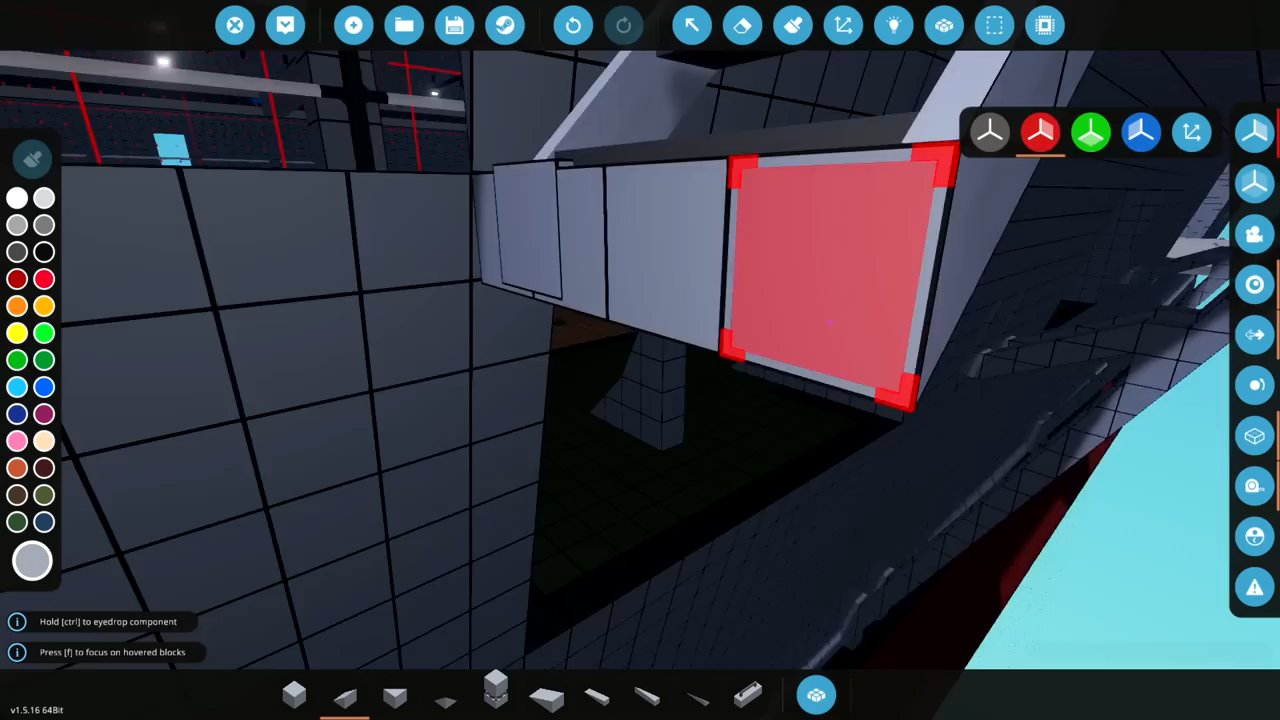 Hold [ctrl] to eyedrop component
Press [f] to focus on hovered blocks
v1.5.16 64Bit